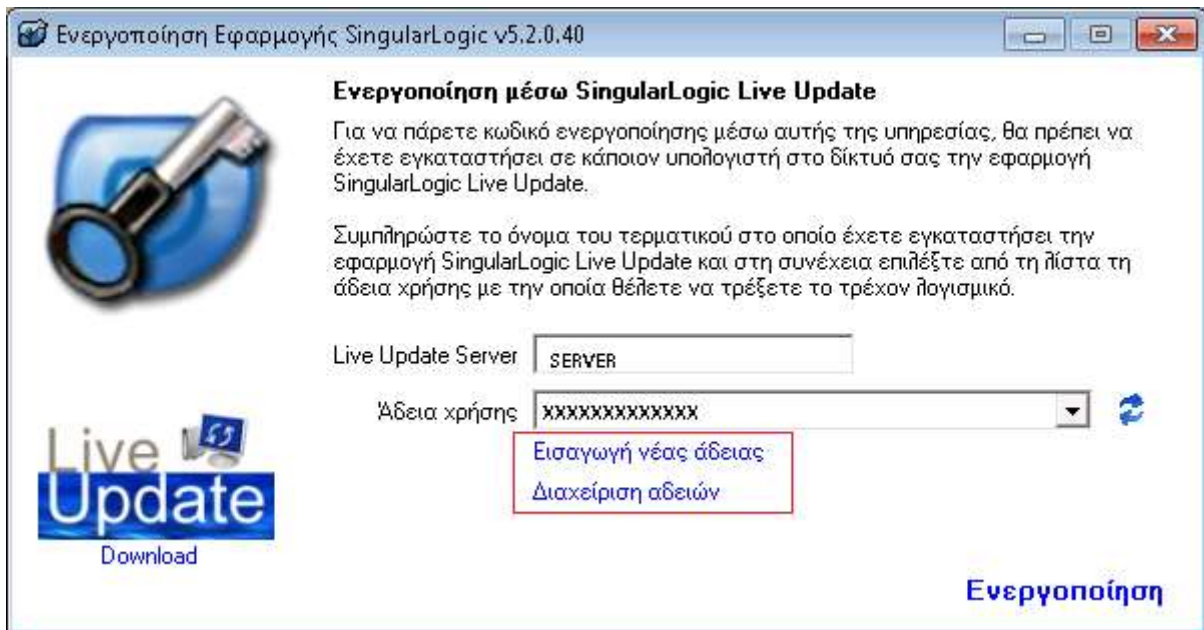 Ενεργοποίηση Εφαρμογής SingularLogic v5.2.0.40
Ενεργοποίηση μέσω SingularLogic Live Update
Για να πάρετε κωδικό ενεργοποίησης μέσω αυτής της υπηρεσίας, θα πρέπει να
έχετε εγκαταστήσει σε κάποιον υπολογιστή στο δίκτυό σας την εφαρμογή
SingularLogic Live Update.
Συμπληρώστε το όνομα του τερματικού στο οποίο έχετε εγκαταστήσει την
εφαρμογή SingularLogic Live Update και στη συνέχεια επιλέξτε από τη λίστα τη
άδεια χρήσης με την οποία θέλετε να τρέξετε το τρέχον λογισμικό.
Live Update Server SERVER
Άδεια χρήσης XXXXXXXXXXXXX
Εισαγωγή νέας άδειας
Διαχείριση αδειών
Live
Update
Download
Ενεργοποίηση